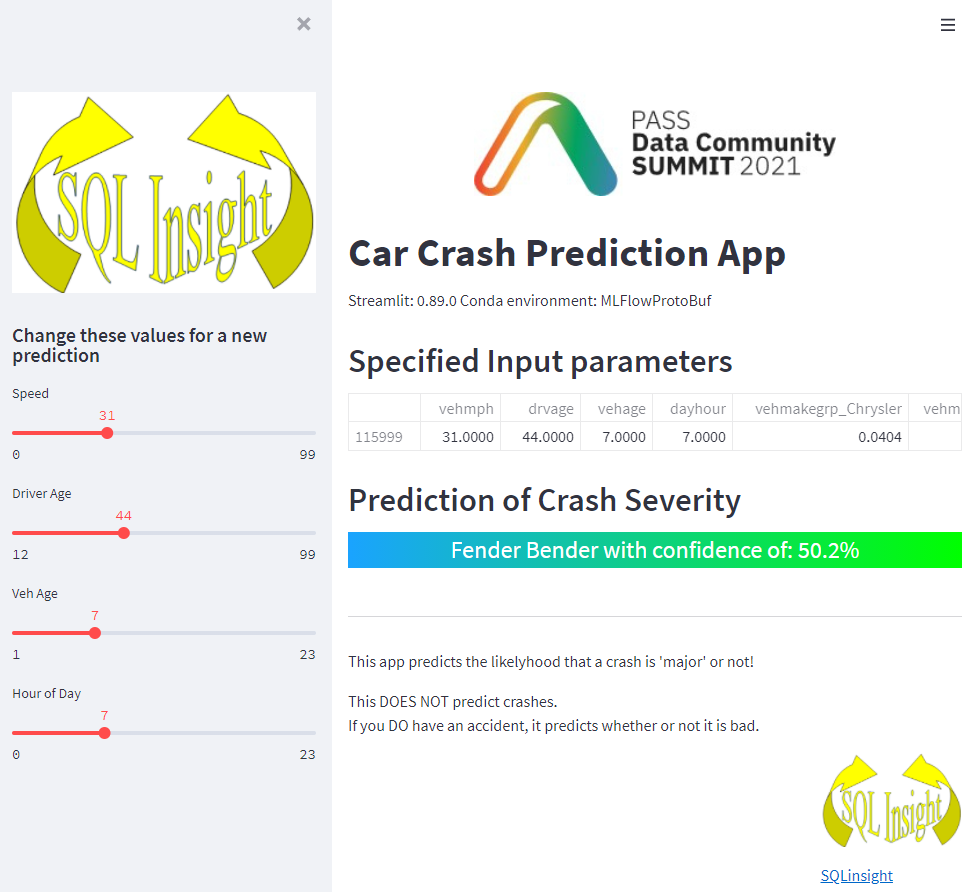 ×
SQL Insight
Change these values for a new
prediction
Speed
31
0 99
Driver Age
44
12 99
Veh Age
7
1 23
Hour of Day
7
0 23
PASS
Data Community
SUMMIT 2021
Car Crash Prediction App
Streamlit: 0.89.0 Conda environment: MLFlowProtoBuf
Specified Input parameters
vehmph drvage vehage dayhour vehmakegrp_Chrysler vehm
115999 31.0000 44.0000 7.0000 7.0000 0.0404
Prediction of Crash Severity
Fender Bender with confidence of: 50.2%
This app predicts the likelyhood that a crash is 'major' or not!
This DOES NOT predict crashes.
If you DO have an accident, it predicts whether or not it is bad.
SQL Insight
SQLinsight